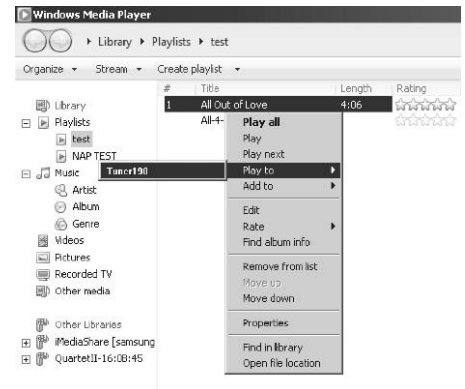 Windows Media Player
Library ▸ Playlists ▸ test
Organize Stream Create playlist
# Title Length Rating
Library
Playlists
test
NAP TEST
Music
Artist
Album
Genre
Videos
Pictures
Recorded TV
Other media
Other Libraries
iMediaShare [samsung
QuartetII-16:0B:45
1 All Out of Love 4:06
All-4-
Play all
Play
Play next
Play to
Tuner190
Add to
Edit
Rate
Find album info
Remove from list
Move up
Move down
Properties
Find in library
Open file location